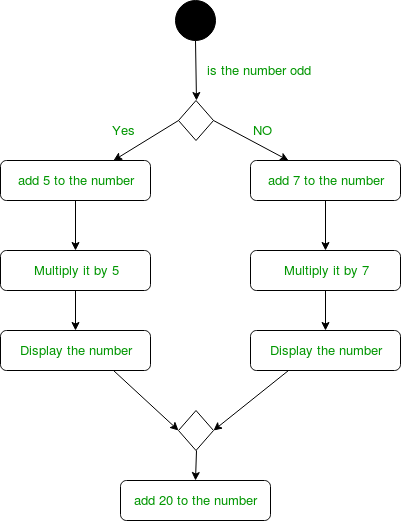 is the number odd
Yes
NO
add 5 to the number
add 7 to the number
Multiply it by 5
Multiply it by 7
Display the number
Display the number
add 20 to the number